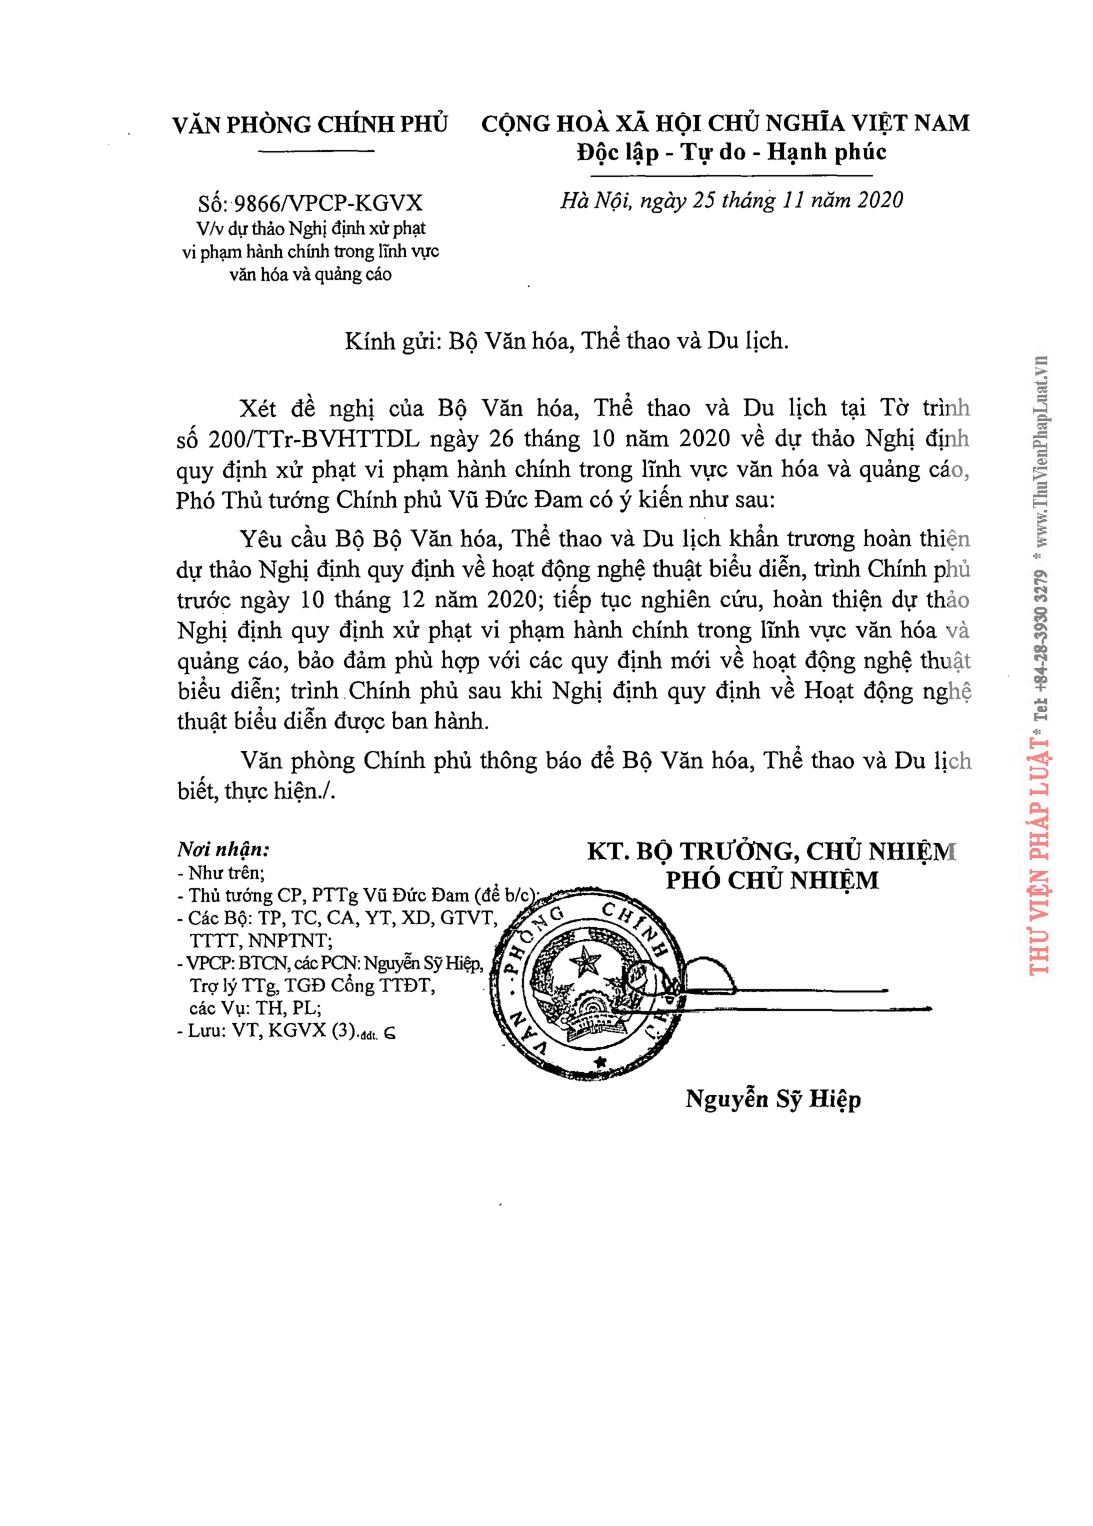 VĂN PHÒNG CHÍNH PHỦ
CỘNG HOÀ XÃ HỘI CHỦ NGHĨA VIỆT NAM
Độc lập - Tự do - Hạnh phúc
Số: 9866/VPCP-KGVX
V/v dự thảo Nghị định xử phạt
vi phạm hành chính trong lĩnh vực
văn hóa và quảng cáo
Hà Nội, ngày 25 tháng 11 năm 2020
Kính gửi: Bộ Văn hóa, Thể thao và Du lịch.
Xét đề nghị của Bộ Văn hóa, Thể thao và Du lịch tại Tờ trình
số 200/TTr-BVHTTDL ngày 26 tháng 10 năm 2020 về dự thảo Nghị định
quy định xử phạt vi phạm hành chính trong lĩnh vực văn hóa và quảng cáo,
Phó Thủ tướng Chính phủ Vũ Đức Đam có ý kiến như sau:
Yêu cầu Bộ Bộ Văn hóa, Thể thao và Du lịch khẩn trương hoàn thiện
dự thảo Nghị định quy định về hoạt động nghệ thuật biểu diễn, trình Chính phủ
trước ngày 10 tháng 12 năm 2020; tiếp tục nghiên cứu, hoàn thiện dự thảo
Nghị định quy định xử phạt vi phạm hành chính trong lĩnh vực văn hóa và
quảng cáo, bảo đảm phù hợp với các quy định mới về hoạt động nghệ thuật
biểu diễn; trình Chính phủ sau khi Nghị định quy định về Hoạt động nghệ
thuật biểu diễn được ban hành.
Văn phòng Chính phủ thông báo để Bộ Văn hóa, Thể thao và Du lịch
biết, thực hiện./.
Nơi nhận:
- Như trên;
- Thủ tướng CP, PTTg Vũ Đức Đam (để b/c);
- Các Bộ: TP, TC, CA, YT, XD, GTVT,
TTTT, NNPTNT;
- VPCP: BTCN, các PCN: Nguyễn Sỹ Hiệp,
Trợ lý TTg, TGĐ Cổng TTĐT,
các Vụ: TH, PL;
- Lưu: VT, KGVX (3).ddt. 6
KT. BỘ TRƯỞNG, CHỦ NHIỆM
PHÓ CHỦ NHIỆM
VĂN PHÒNG CHÍNH PHỦ
Nguyễn Sỹ Hiệp
THƯ VIỆN PHÁP LUẬT * Tel: +84-28-3930 3279 * www.ThuVienPhapLuat.vn